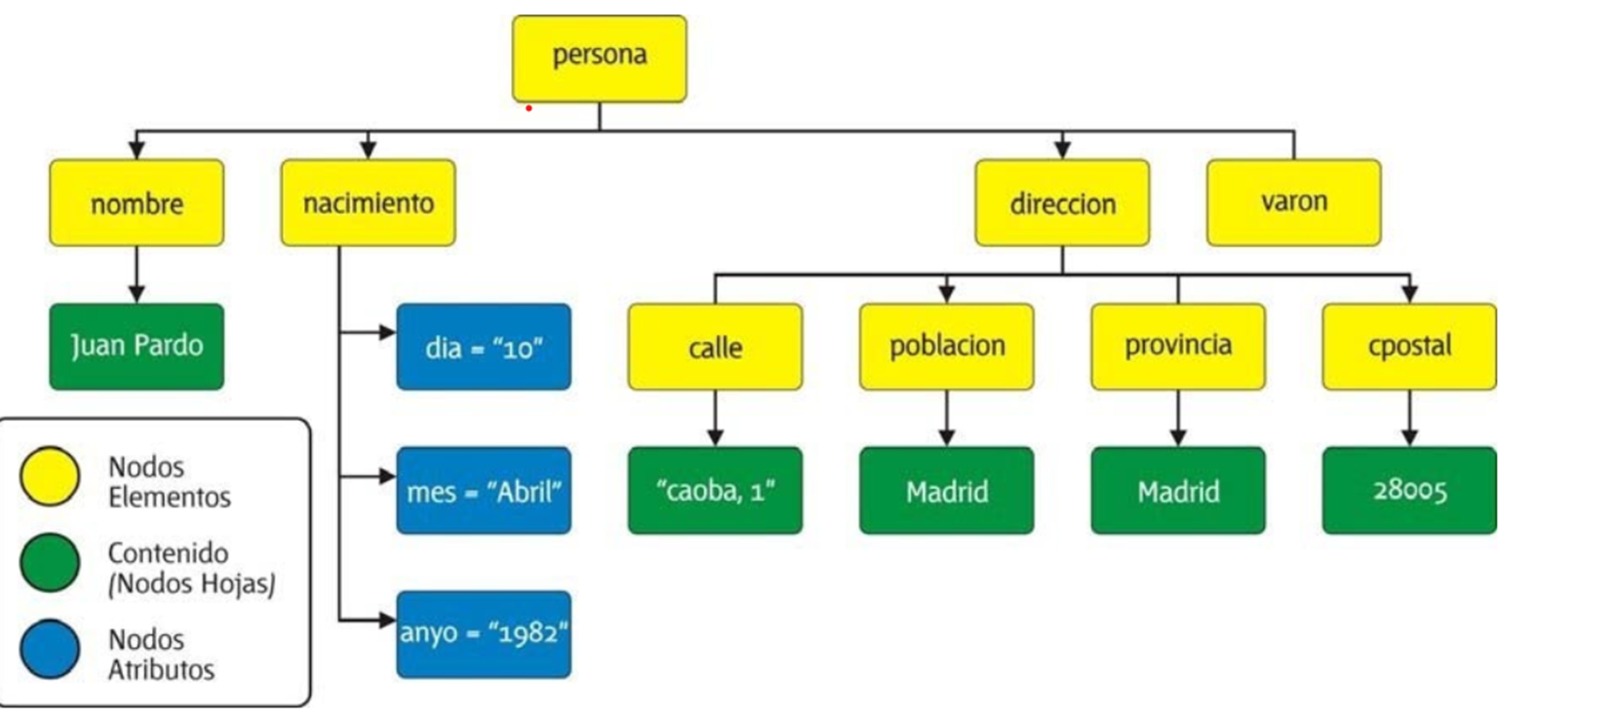 persona
nombre
nacimiento
direccion
varon
Juan Pardo
dia = “10”
calle
poblacion
provincia
cpostal
mes = “Abril”
“caoba, 1”
Madrid
Madrid
28005
anyo = “1982”
Nodos
Elementos
Contenido
(Nodos Hojas)
Nodos
Atributos